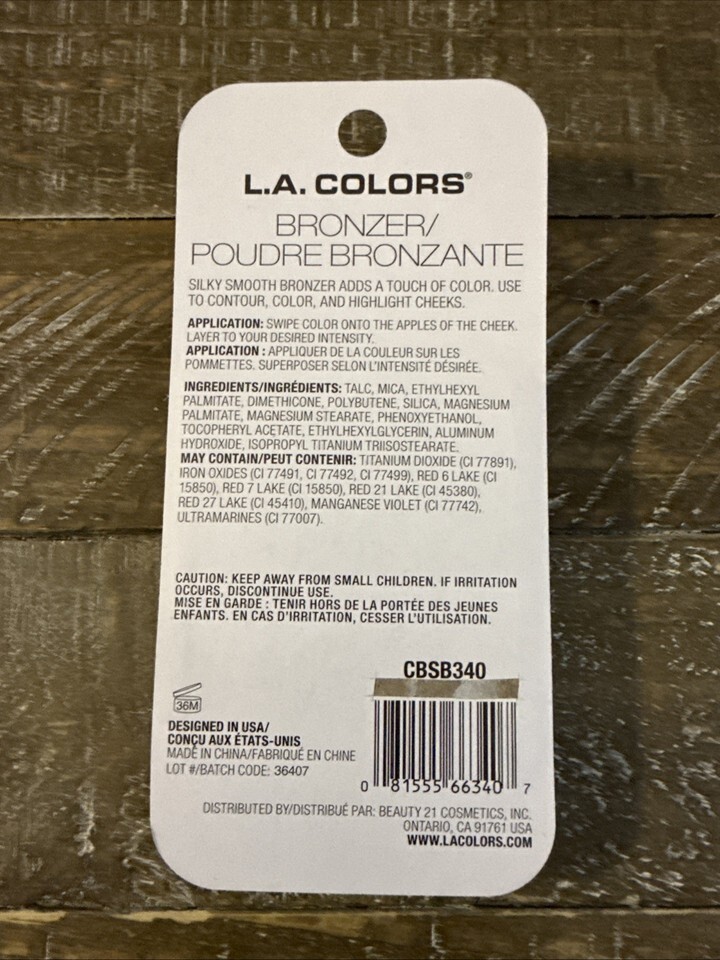 L.A. COLORS®
BRONZER/
POUDRE BRONZANTE
SILKY SMOOTH BRONZER ADDS A TOUCH OF COLOR. USE
TO CONTOUR, COLOR, AND HIGHLIGHT CHEEKS.
APPLICATION: SWIPE COLOR ONTO THE APPLES OF THE CHEEK.
LAYER TO YOUR DESIRED INTENSITY.
APPLICATION : APPLIQUER DE LA COULEUR SUR LES
POMMETTES. SUPERPOSER SELON L'INTENSITÉ DÉSIRÉE.
INGREDIENTS/INGRÉDIENTS: TALC, MICA, ETHYLHEXYL
PALMITATE, DIMETHICONE, POLYBUTENE, SILICA, MAGNESIUM
PALMITATE, MAGNESIUM STEARATE, PHENOXYETHANOL,
TOCOPHERYL ACETATE, ETHYLHEXYLGLYCERIN, ALUMINUM
HYDROXIDE, ISOPROPYL TITANIUM TRIISOSTEARATE.
MAY CONTAIN/PEUT CONTENIR: TITANIUM DIOXIDE (CI 77891),
IRON OXIDES (CI 77491, CI 77492, CI 77499), RED 6 LAKE (CI
15850), RED 7 LAKE (CI 15850), RED 21 LAKE (CI 45380),
RED 27 LAKE (CI 45410), MANGANESE VIOLET (CI 77742),
ULTRAMARINES (CI 77007).
CAUTION: KEEP AWAY FROM SMALL CHILDREN. IF IRRITATION
OCCURS, DISCONTINUE USE.
MISE EN GARDE : TENIR HORS DE LA PORTÉE DES JEUNES
ENFANTS. EN CAS D'IRRITATION, CESSER L'UTILISATION.
CBSB340
36M
DESIGNED IN USA/
CONÇU AUX ÉTATS-UNIS
MADE IN CHINA/FABRIQUÉ EN CHINE
LOT #/BATCH CODE: 36407
0 81555 66340 7
DISTRIBUTED BY/DISTRIBUÉ PAR: BEAUTY 21 COSMETICS, INC.
ONTARIO, CA 91761 USA
WWW.LACOLORS.COM